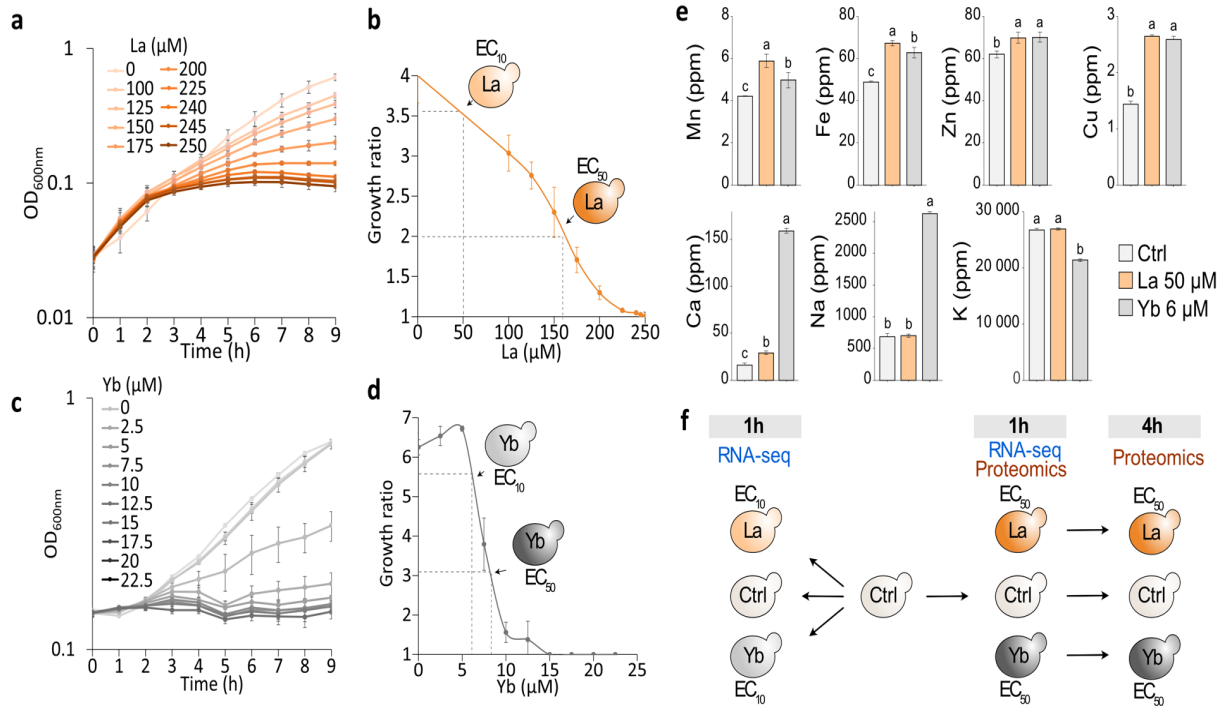 a
La (µM)
0 200
100 225
125 240
150 245
175 250
OD600nm
1
0.1
0.01
0 1 2 3 4 5 6 7 8 9
Time (h)
b
Growth ratio
4
3.5
3
2.5
2
1.5
1
EC10
La
EC50
La
0 50 100 150 200 250
La (µM)
c
Yb (µM)
0
2.5
5
7.5
10
12.5
15
17.5
20
22.5
OD600nm
1
0.1
0 1 2 3 4 5 6 7 8 9
Time (h)
d
Growth ratio
7
6
5
4
3
2
1
Yb
EC10
Yb
EC50
0 5 10 15 20 25
Yb (µM)
e
Mn (ppm)
8
6
4
2
0
c a b
Fe (ppm)
80
60
40
20
0
c a b
Zn (ppm)
80
60
40
20
0
b a a
Cu (ppm)
3
2
1
0
b a a
Ca (ppm)
150
100
50
0
c b a
Na (ppm)
2500
2000
1500
1000
500
0
b b a
K (ppm)
30 000
20 000
10 000
0
a a b
Ctrl
La 50 µM
Yb 6 µM
f
1h 1h 4h
RNA-seq RNA-seq Proteomics
Proteomics
EC10 EC50 EC50
La La La
Ctrl Ctrl Ctrl Ctrl
Yb Yb Yb
EC10 EC50 EC50